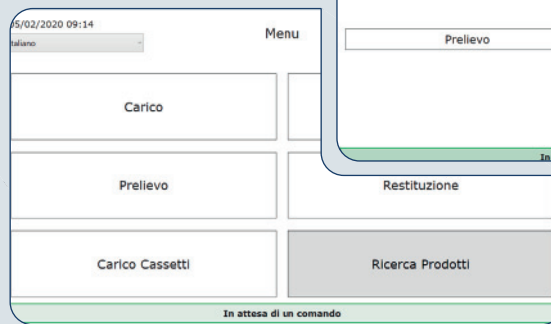 5/02/2020 09:14
taliano
Menu
Carico
Prelievo
Carico Cassetti
Restituzione
Ricerca Prodotti
In attesa di un comando
Prelievo
In